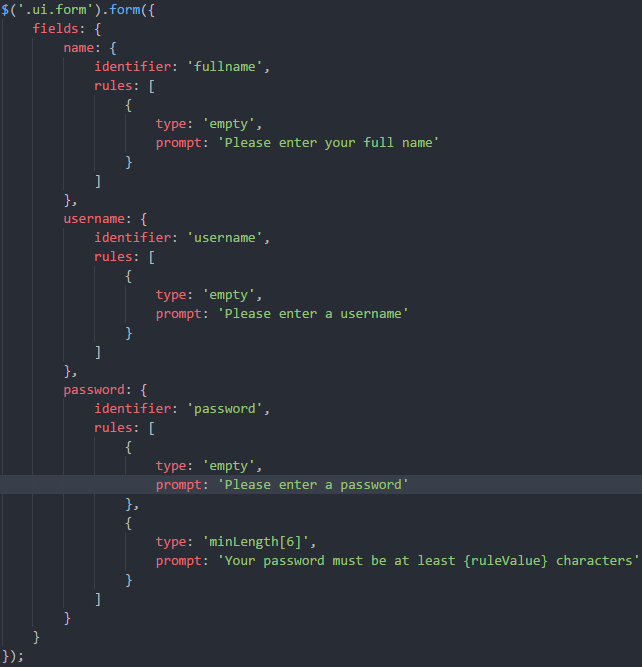 $('.ui.form').form({
    fields: {
        name: {
            identifier: 'fullname',
            rules: [
                {
                    type: 'empty',
                    prompt: 'Please enter your full name'
                }
            ]
        },
        username: {
            identifier: 'username',
            rules: [
                {
                    type: 'empty',
                    prompt: 'Please enter a username'
                }
            ]
        },
        password: {
            identifier: 'password',
            rules: [
                {
                    type: 'empty',
                    prompt: 'Please enter a password'
                },
                {
                    type: 'minLength[6]',
                    prompt: 'Your password must be at least {ruleValue} characters'
                }
            ]
        }
    }
});